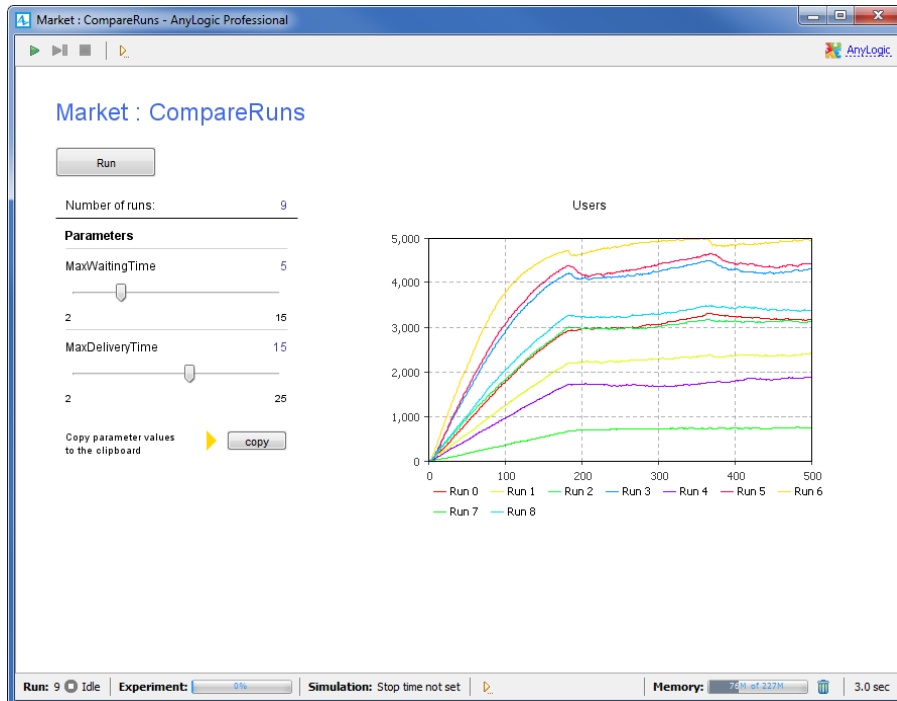 Market : CompareRuns - AnyLogic Professional
AnyLogic
Market : CompareRuns
Run
Number of runs: 9
Parameters
MaxWaitingTime 5
2 15
MaxDeliveryTime 15
2 25
Copy parameter values
to the clipboard
copy
Users
5,000
4,000
3,000
2,000
1,000
0
0 100 200 300 400 500
Run 0 Run 1 Run 2 Run 3 Run 4 Run 5 Run 6
Run 7 Run 8
Run: 9 Idle Experiment: 0% Simulation: Stop time not set Memory: 76M of 227M 3.0 sec